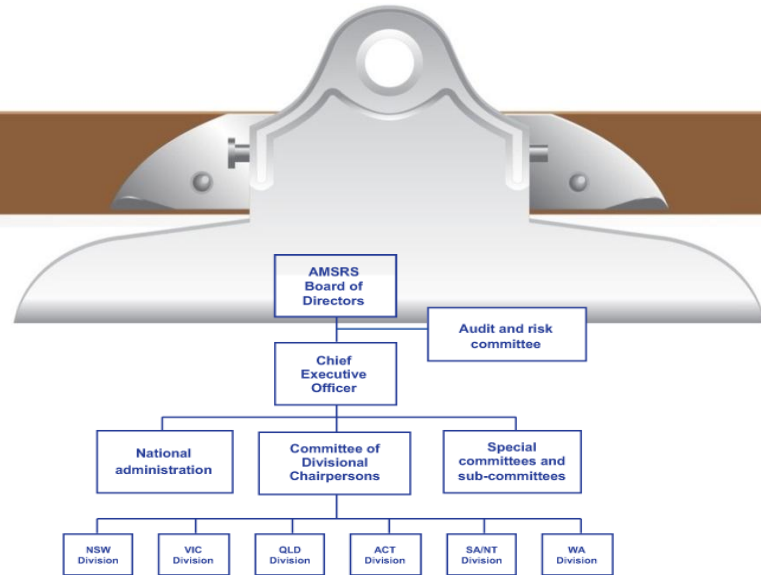 AMSRS
Board of
Directors
Audit and risk
committee
Chief
Executive
Officer
National
administration
Committee of
Divisional
Chairpersons
Special
committees and
sub-committees
NSW
Division
VIC
Division
QLD
Division
ACT
Division
SA/NT
Division
WA
Division